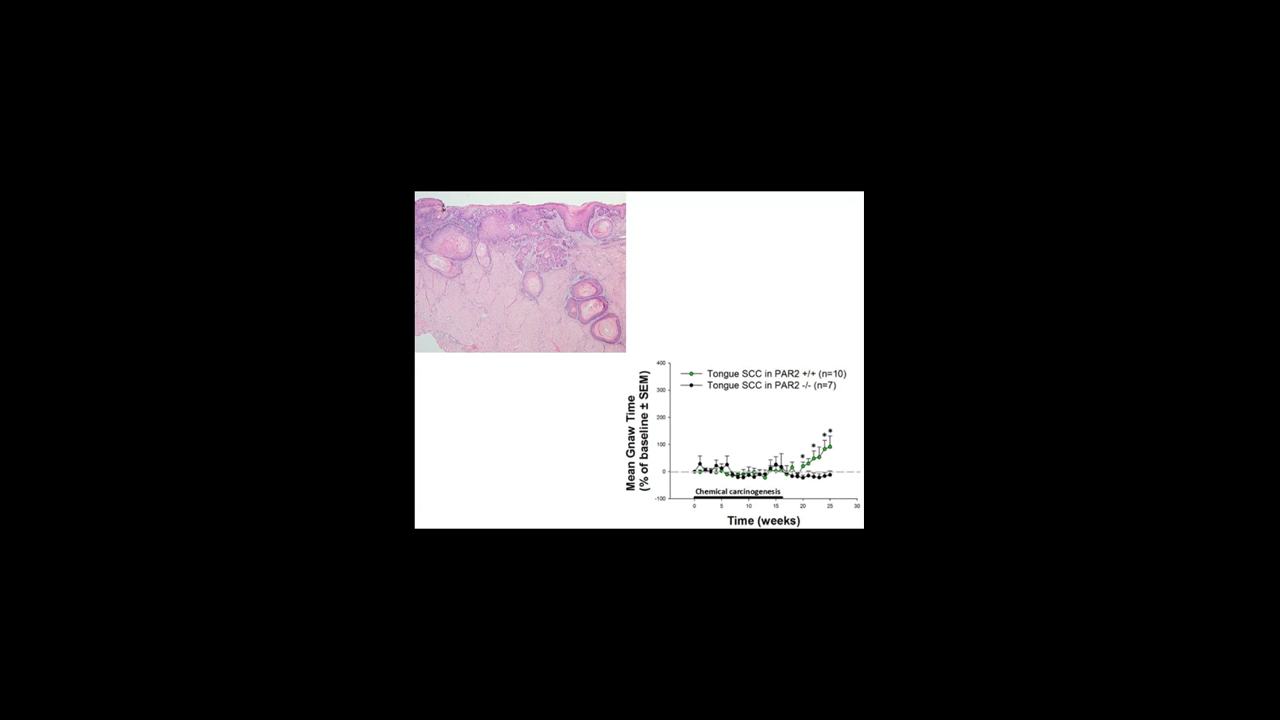 400
Tongue SCC in PAR2 +/+ (n=10)
Tongue SCC in PAR2 -/- (n=7)
300
200
100
0
-100
Mean Gnaw Time
(% of baseline ± SEM)
* * * *
Chemical carcinogenesis
0 5 10 15 20 25 30
Time (weeks)